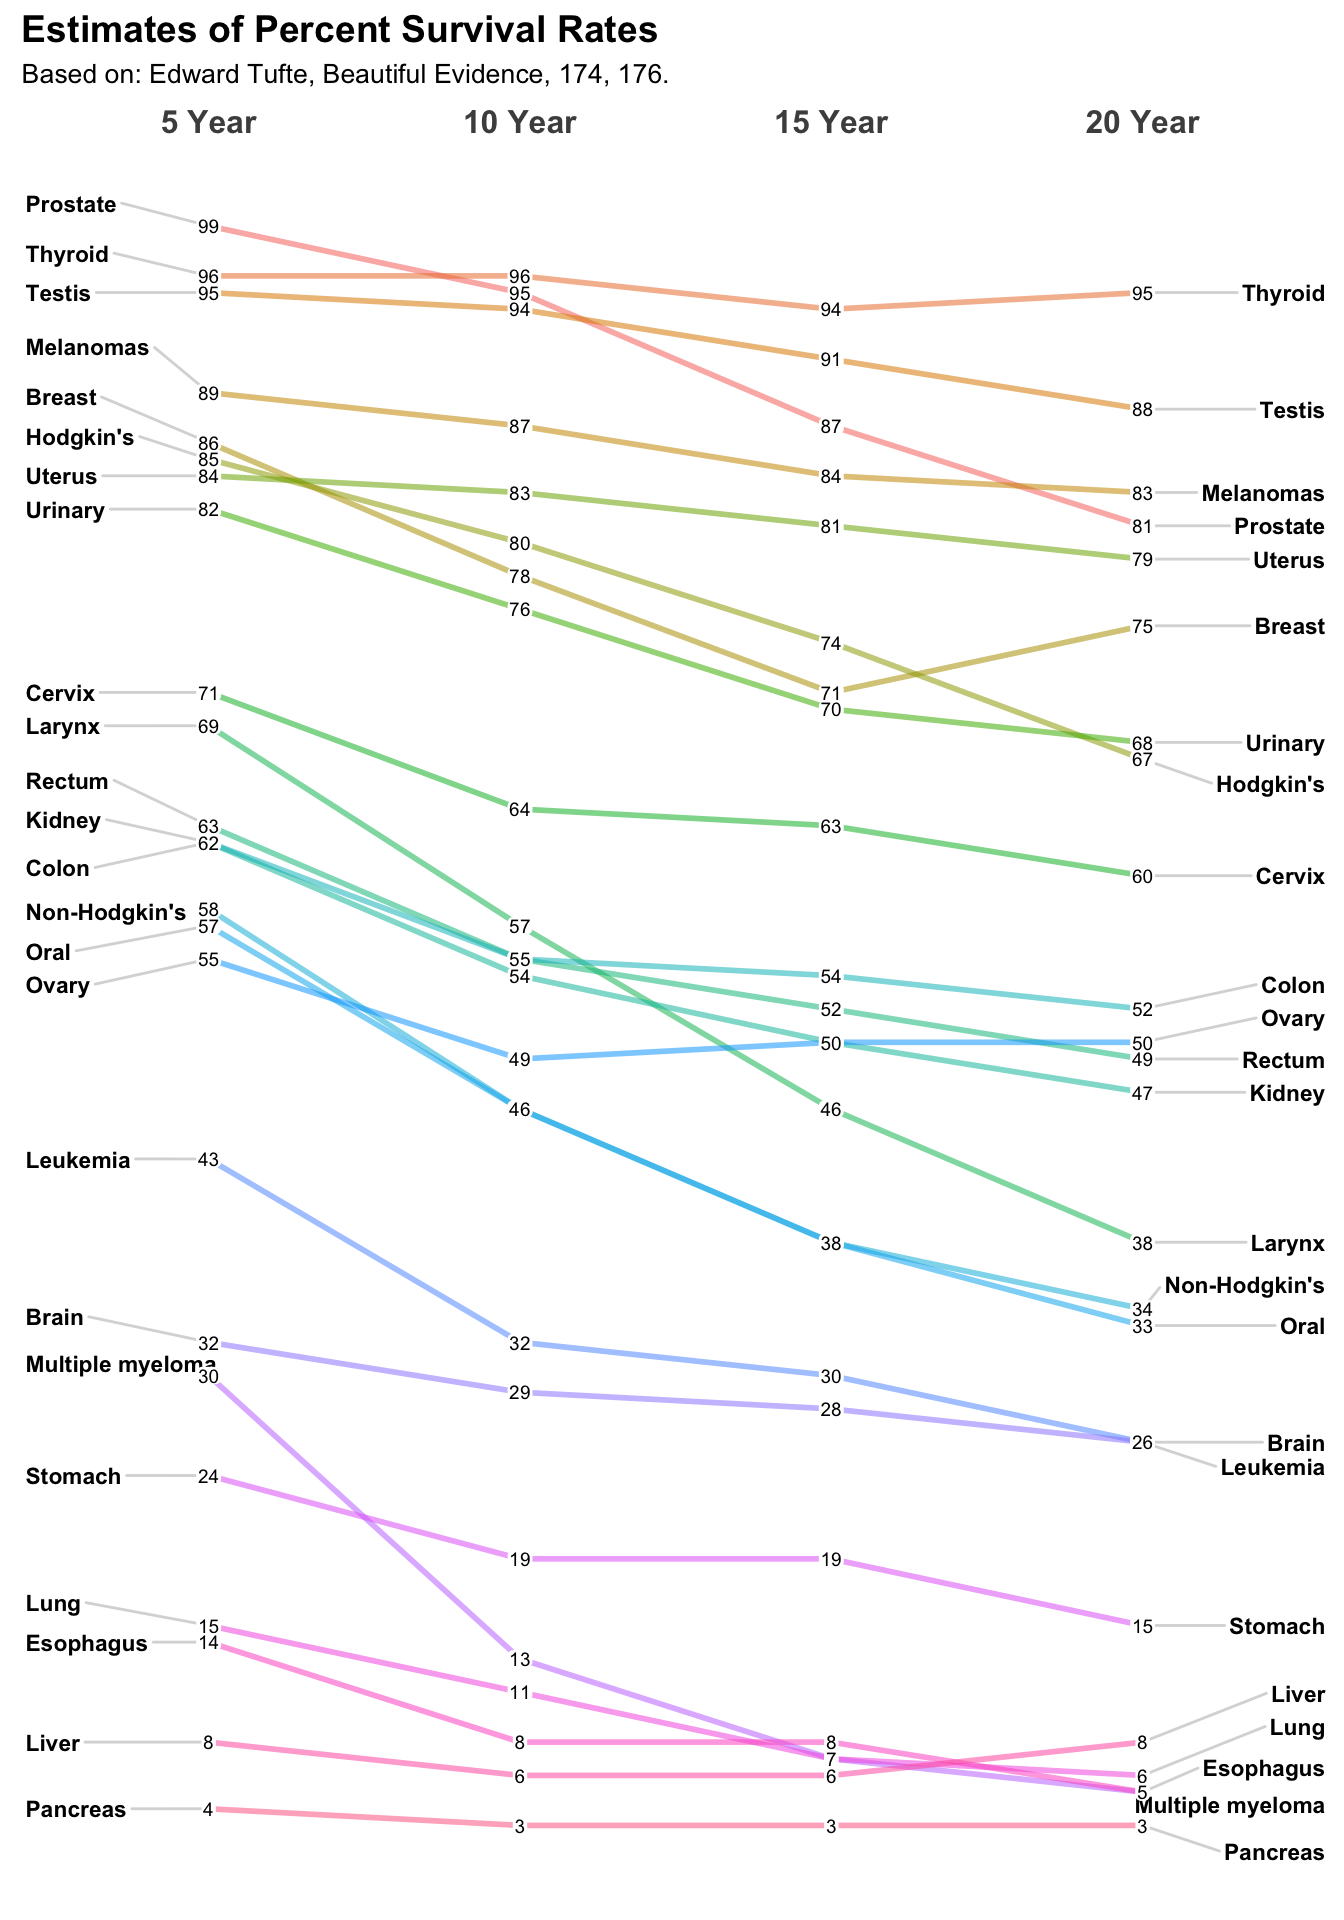 Estimates of Percent Survival Rates
Based on: Edward Tufte, Beautiful Evidence, 174, 176.
5 Year 10 Year 15 Year 20 Year
Prostate
99
Thyroid
96 96
Testis 95 95 95 Thyroid
94 94
Melanomas
91
89
Breast
88 Testis
87 87
Hodgkin's
86
85
Uterus 84 84
83 83 Melanomas
Urinary 82
81 81 Prostate
80
79 Uterus
78
76
75 Breast
74
Cervix 71 71
70
Larynx 69
68 Urinary
67
Hodgkin's
Rectum
64
Kidney
63 63
62
Colon
60 Cervix
Non-Hodgkin's 58
57 57
Oral
55 55
54 54
Ovary
Colon
52 52
Ovary
50 50
49 49 Rectum
47 Kidney
46 46
Leukemia 43
38 38 Larynx
Non-Hodgkin's
34
Brain
33 Oral
32 32
Multiple myeloma
30 30
29
28
26 Brain
Leukemia
Stomach 24
19 19
Lung
15 15 Stomach
Esophagus 14
13
11
Liver
Lung
Liver 8 8 8 8
7
Esophagus
6 6 6
5
Multiple myeloma
Pancreas 4
3 3 3
Pancreas